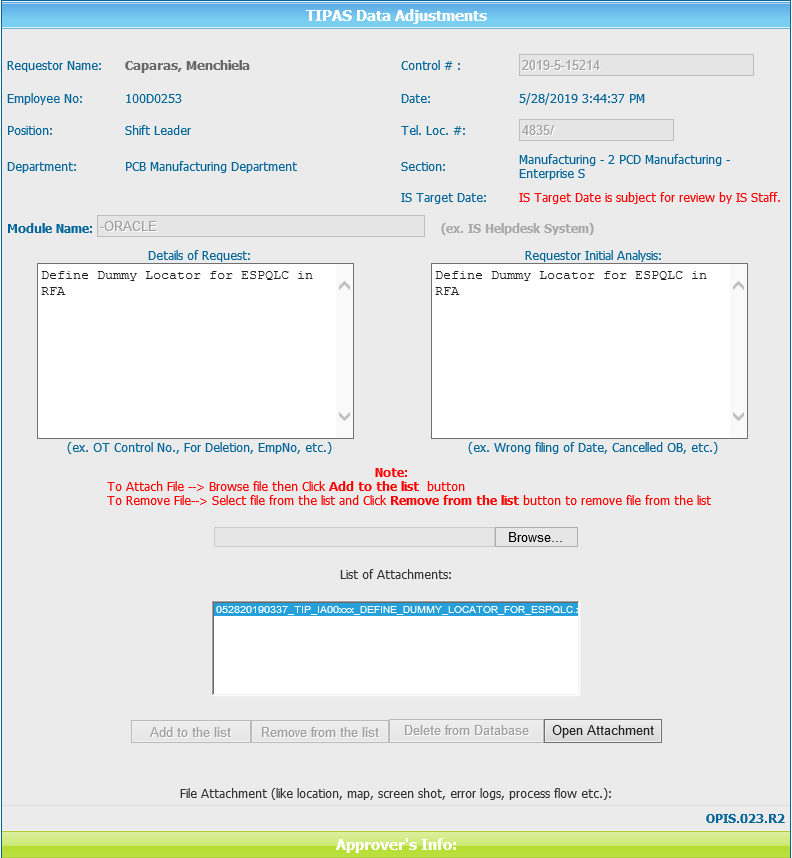 TIPAS Data Adjustments
Requestor Name: Caparas, Menchiela Control # : 2019-5-15214
Employee No: 100D0253 Date: 5/28/2019 3:44:37 PM
Position: Shift Leader Tel. Loc. #: 4835/
Department: PCB Manufacturing Department Section: Manufacturing - 2 PCD Manufacturing -
Enterprise S
IS Target Date: IS Target Date is subject for review by IS Staff.
Module Name: -ORACLE (ex. IS Helpdesk System)
Details of Request: Requestor Initial Analysis:
Define Dummy Locator for ESPQLC in Define Dummy Locator for ESPQLC in
RFA RFA
(ex. OT Control No., For Deletion, EmpNo, etc.) (ex. Wrong filing of Date, Cancelled OB, etc.)
Note:
To Attach File --> Browse file then Click Add to the list button
To Remove File--> Select file from the list and Click Remove from the list button to remove file from the list
Browse...
List of Attachments:
052820190337_TIP_IA00xxx_DEFINE_DUMMY_LOCATOR_FOR_ESPQLC.
Add to the list Remove from the list Delete from Database Open Attachment
File Attachment (like location, map, screen shot, error logs, process flow etc.):
OPIS.023.R2
Approver's Info: